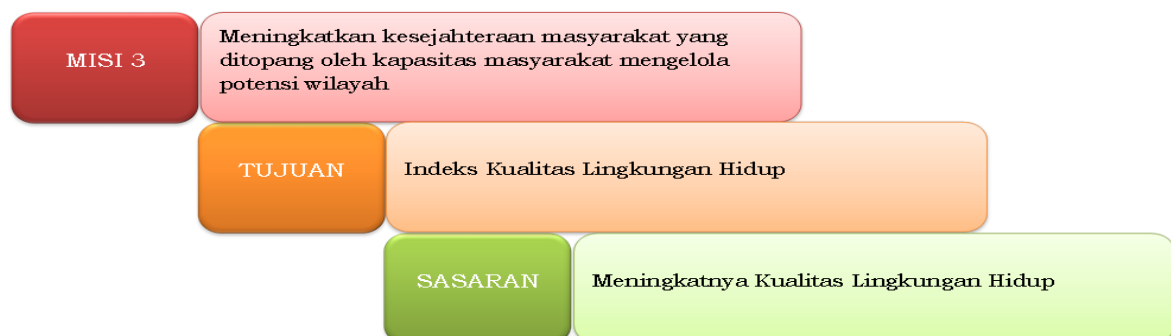 MISI 3
Meningkatkan kesejahteraan masyarakat yang
ditopang oleh kapasitas masyarakat mengelola
potensi wilayah
TUJUAN
Indeks Kualitas Lingkungan Hidup
SASARAN
Meningkatnya Kualitas Lingkungan Hidup